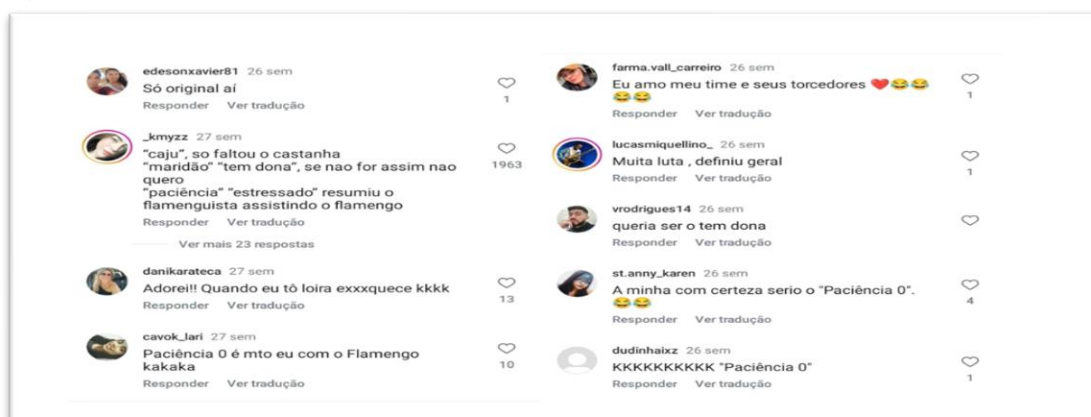 edesonxavier81 26 sem
Só original aí
1
Responder Ver tradução
_kmyzz 27 sem
"caju", so faltou o castanha
"maridão" "tem dona", se nao for assim nao
quero
"paciência" "estressado" resumiu o
flamenguista assistindo o flamengo
1963
Responder Ver tradução
Ver mais 23 respostas
danikarateca 27 sem
Adorei!! Quando eu tô loira exxxquece kkkk
13
Responder Ver tradução
cavok_lari 27 sem
Paciência 0 é mto eu com o Flamengo
kakaka
10
Responder Ver tradução
farma.vall_carreiro 26 sem
Eu amo meu time e seus torcedores ❤️😂😂
😂😂
1
Responder Ver tradução
lucasmiquellino_ 26 sem
Muita luta , definiu geral
1
Responder Ver tradução
vrodrigues14 26 sem
queria ser o tem dona
Responder Ver tradução
st.anny_karen 26 sem
A minha com certeza serio o "Paciência 0".
😂😂
4
Responder Ver tradução
dudinhaixz 26 sem
KKKKKKKKKK "Paciência 0"
1
Responder Ver tradução